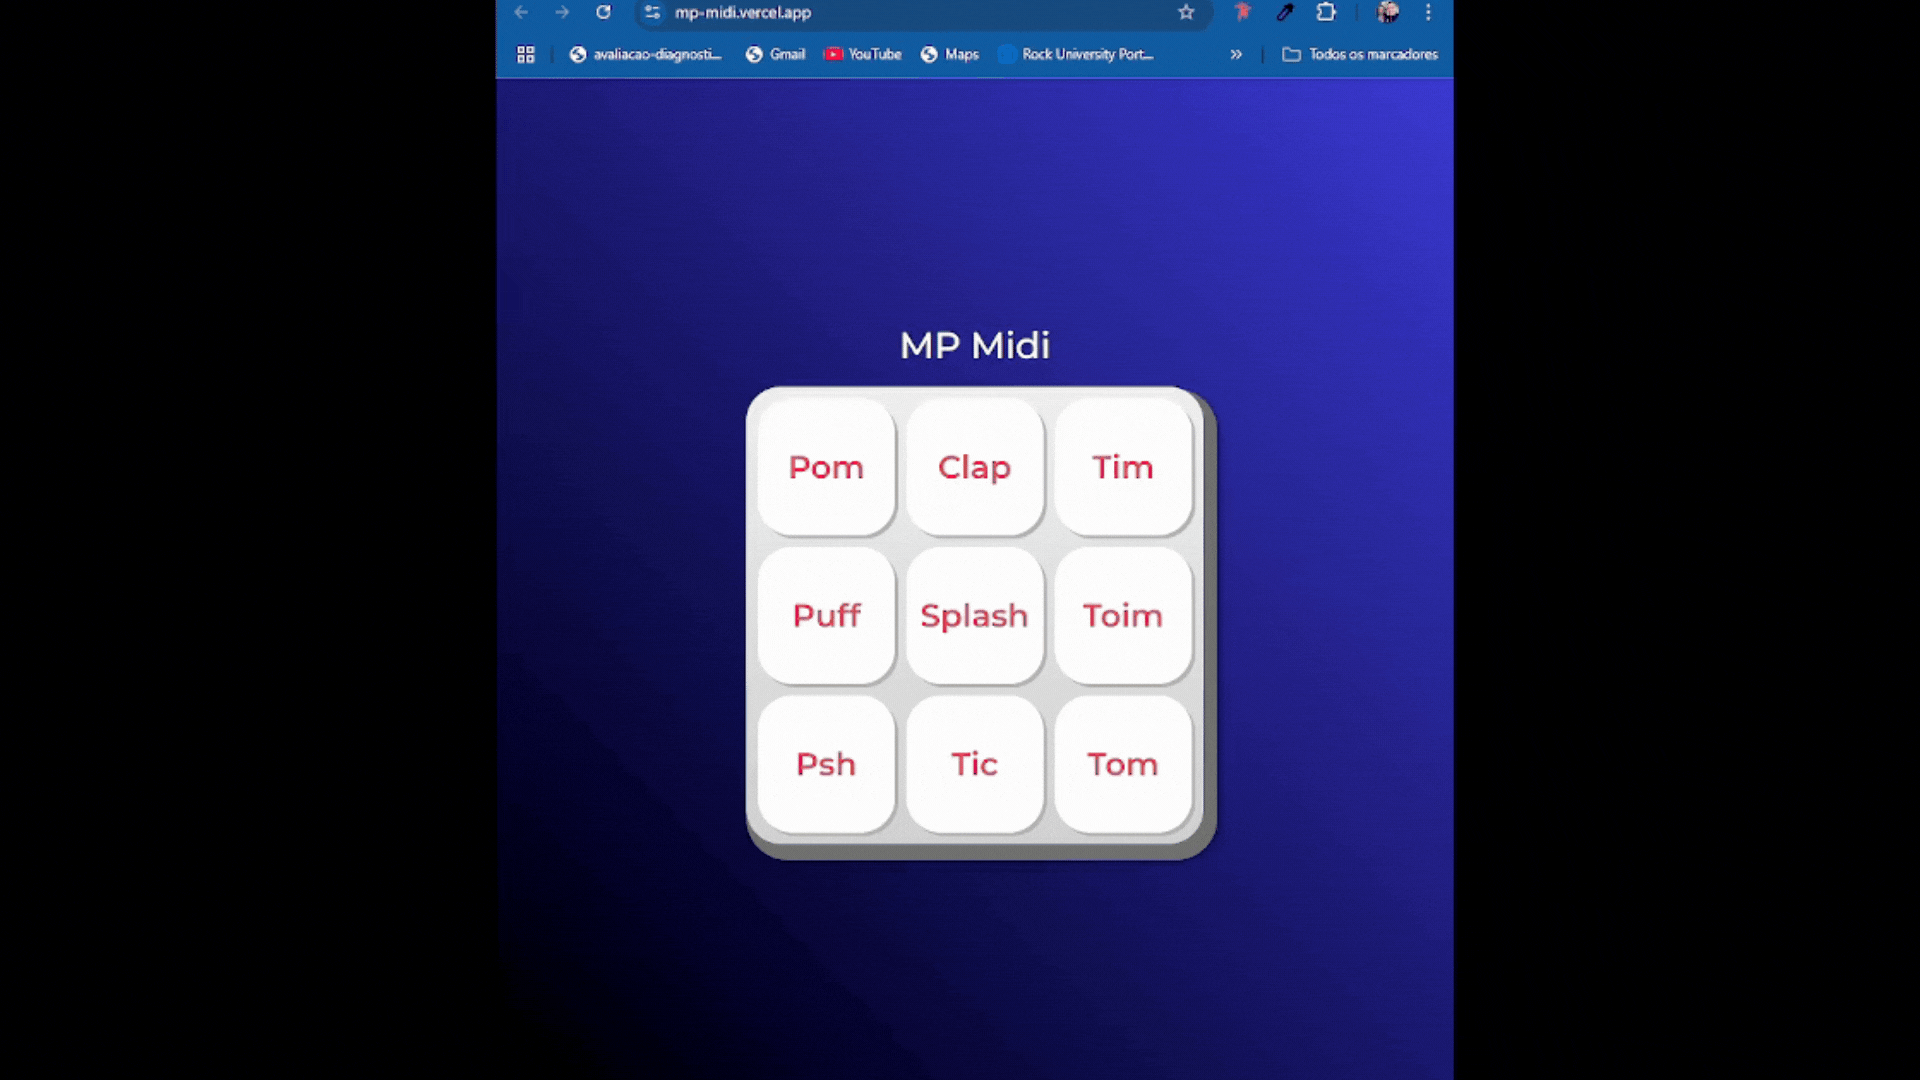 mp-midi.vercel.app
avaliacao-diagnosti... Gmail YouTube Maps Rock University Port... » Todos os marcadores
MP Midi
Pom Clap Tim
Puff Splash Toim
Psh Tic Tom